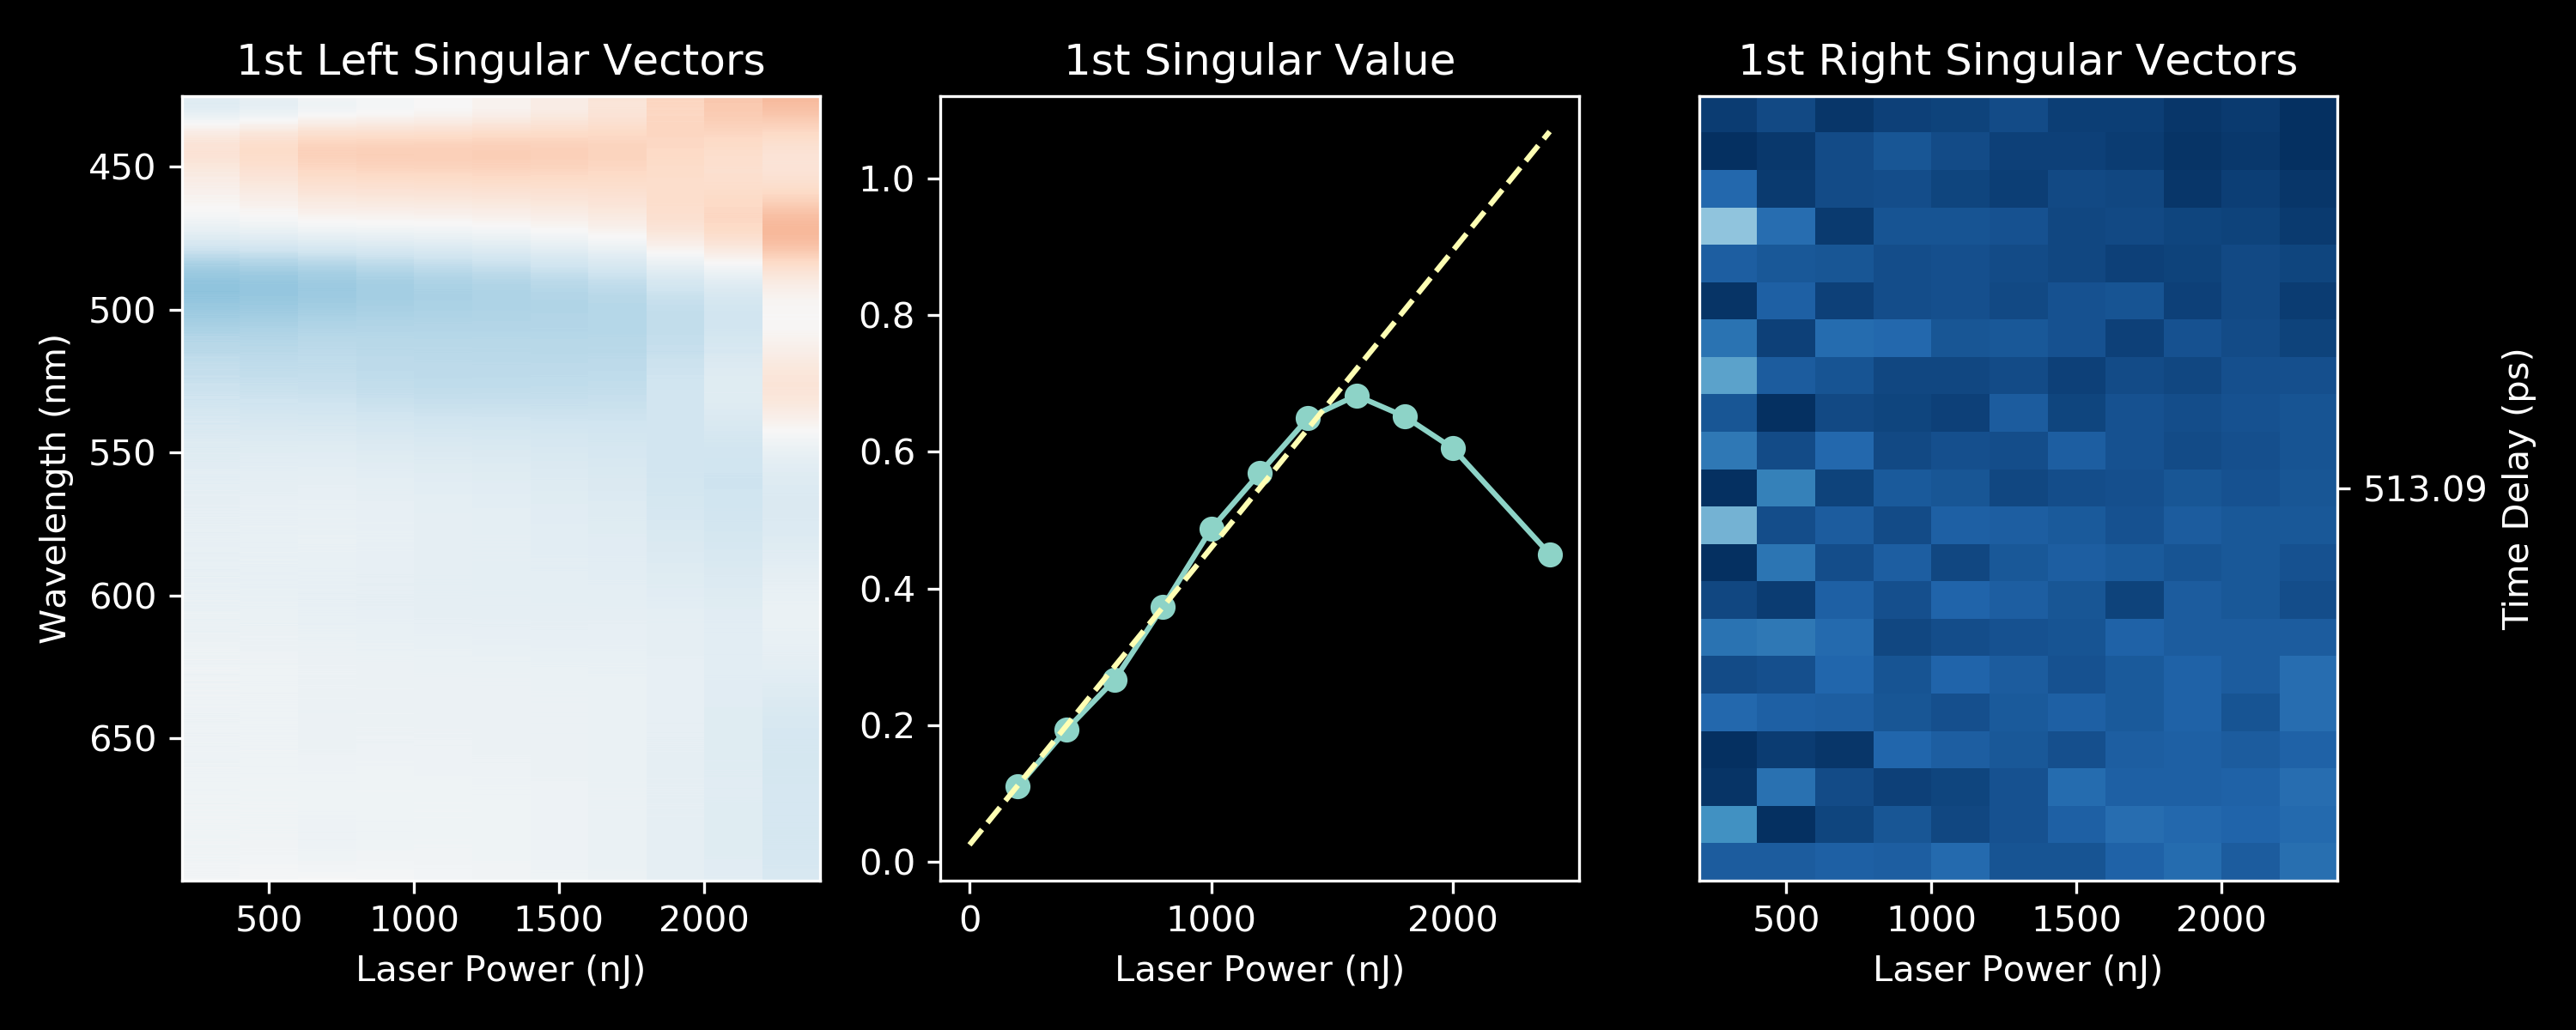 1st Left Singular Vectors
Wavelength (nm)
450
500
550
600
650
500 1000 1500 2000
Laser Power (nJ)
1st Singular Value
1.0
0.8
0.6
0.4
0.2
0.0
0 1000 2000
Laser Power (nJ)
1st Right Singular Vectors
513.09
Time Delay (ps)
500 1000 1500 2000
Laser Power (nJ)